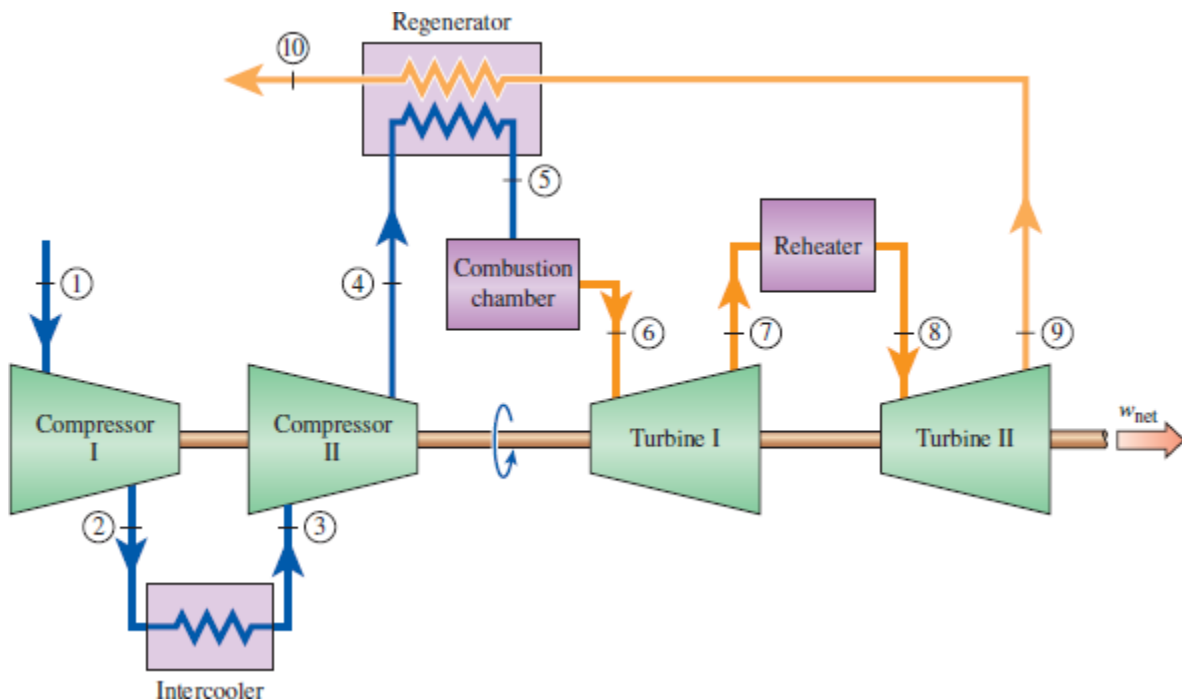 Regenerator
⑩
⑤
①
④
Combustion
chamber
Reheater
⑥
⑦
⑧
⑨
Compressor
I
Compressor
II
Turbine I
Turbine II
w_net
②
③
Intercooler